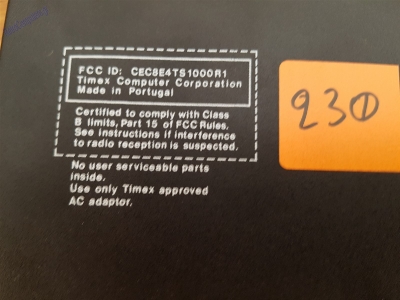 FCC ID: CEC8E4TS1000R1
Timex Computer Corporation
Made in Portugal
Certified to comply with Class
B limits, Part 15 of FCC Rules.
See instructions if interference
to radio reception is suspected.
No user serviceable parts
inside.
Use only Timex approved
AC adaptor.
230